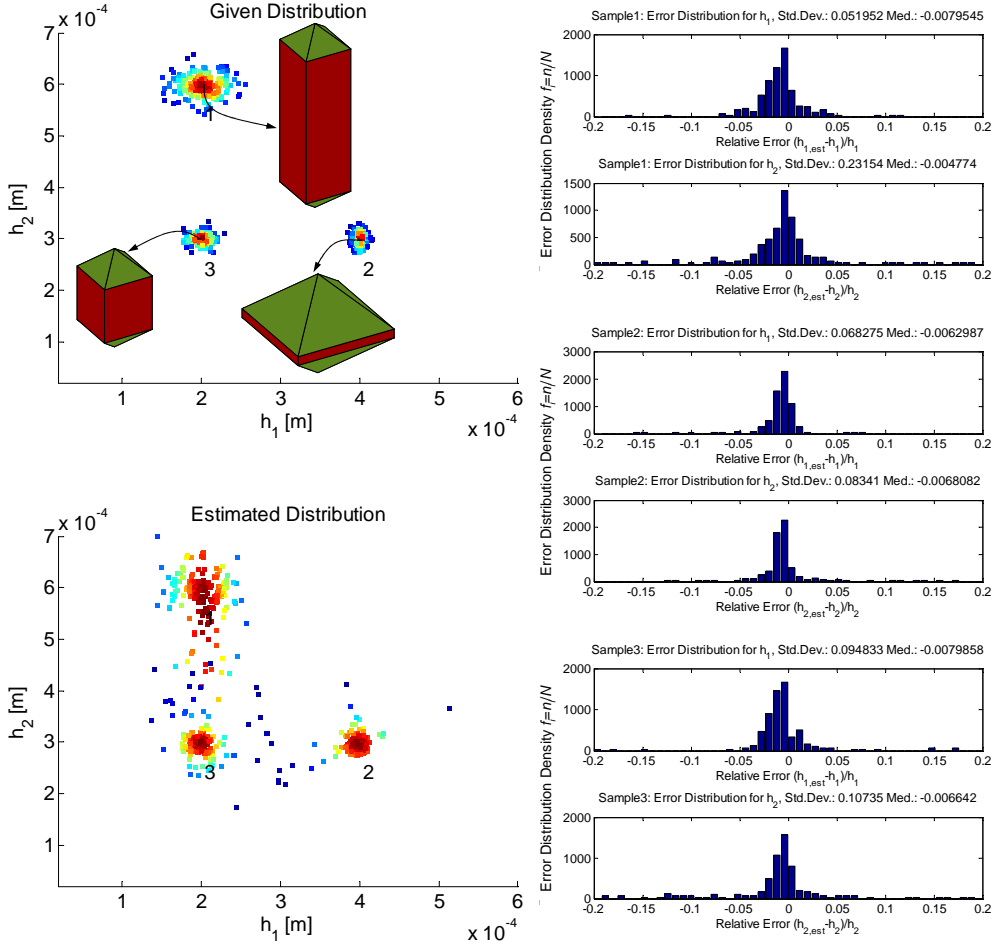 Given Distribution
x 10⁻⁴
7
6
5
4
3
2
1
h₂ [m]
1
3
2
1 2 3 4 5 6
h₁ [m]
x 10⁻⁴
Estimated Distribution
x 10⁻⁴
7
6
5
4
3
2
1
h₂ [m]
3
2
1 2 3 4 5 6
h₁ [m]
x 10⁻⁴
Sample1: Error Distribution for h₁, Std.Dev.: 0.051952 Med.: -0.0079545
2000
1000
0
-0.2 -0.15 -0.1 -0.05 0 0.05 0.1 0.15 0.2
Relative Error (h₁,est-h₁)/h₁
Error Distribution Density fᵢ=nᵢ/N
Sample1: Error Distribution for h₂, Std.Dev.: 0.23154 Med.: -0.004774
1500
1000
500
0
-0.2 -0.15 -0.1 -0.05 0 0.05 0.1 0.15 0.2
Relative Error (h₂,est-h₂)/h₂
Sample2: Error Distribution for h₁, Std.Dev.: 0.068275 Med.: -0.0062987
3000
2000
1000
0
-0.2 -0.15 -0.1 -0.05 0 0.05 0.1 0.15 0.2
Relative Error (h₁,est-h₁)/h₁
Error Distribution Density fᵢ=nᵢ/N
Sample2: Error Distribution for h₂, Std.Dev.: 0.08341 Med.: -0.0068082
3000
2000
1000
0
-0.2 -0.15 -0.1 -0.05 0 0.05 0.1 0.15 0.2
Relative Error (h₂,est-h₂)/h₂
Sample3: Error Distribution for h₁, Std.Dev.: 0.094833 Med.: -0.0079858
2000
1000
0
-0.2 -0.15 -0.1 -0.05 0 0.05 0.1 0.15 0.2
Relative Error (h₁,est-h₁)/h₁
Error Distribution Density fᵢ=nᵢ/N
Sample3: Error Distribution for h₂, Std.Dev.: 0.10735 Med.: -0.006642
2000
1000
0
-0.2 -0.15 -0.1 -0.05 0 0.05 0.1 0.15 0.2
Relative Error (h₂,est-h₂)/h₂